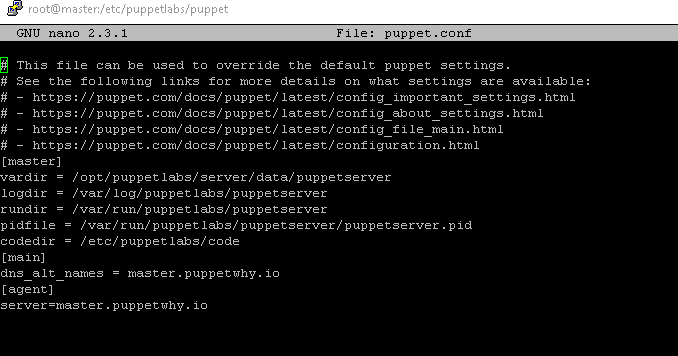 root@master:/etc/puppetlabs/puppet
GNU nano 2.3.1 File: puppet.conf
# This file can be used to override the default puppet settings.
# See the following links for more details on what settings are available:
# - https://puppet.com/docs/puppet/latest/config_important_settings.html
# - https://puppet.com/docs/puppet/latest/config_about_settings.html
# - https://puppet.com/docs/puppet/latest/config_file_main.html
# - https://puppet.com/docs/puppet/latest/configuration.html
[master]
vardir = /opt/puppetlabs/server/data/puppetserver
logdir = /var/log/puppetlabs/puppetserver
rundir = /var/run/puppetlabs/puppetserver
pidfile = /var/run/puppetlabs/puppetserver/puppetserver.pid
codedir = /etc/puppetlabs/code
[main]
dns_alt_names = master.puppetwhy.io
[agent]
server=master.puppetwhy.io